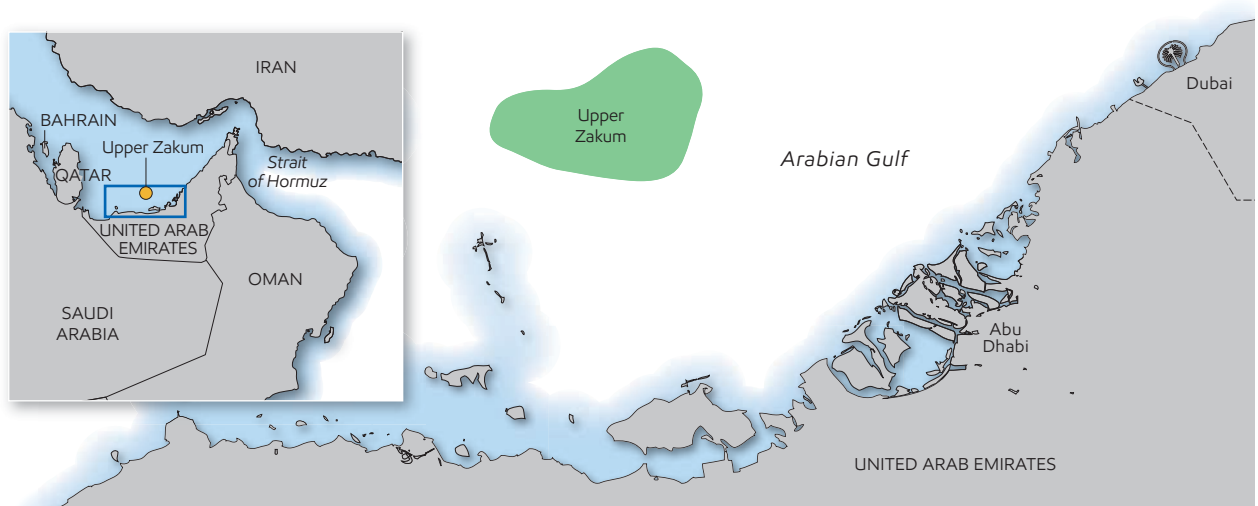 IRAN
BAHRAIN
Upper Zakum
QATAR
Strait
of Hormuz
UNITED ARAB
EMIRATES
OMAN
SAUDI
ARABIA
Upper
Zakum
Arabian Gulf
Dubai
Abu
Dhabi
UNITED ARAB EMIRATES